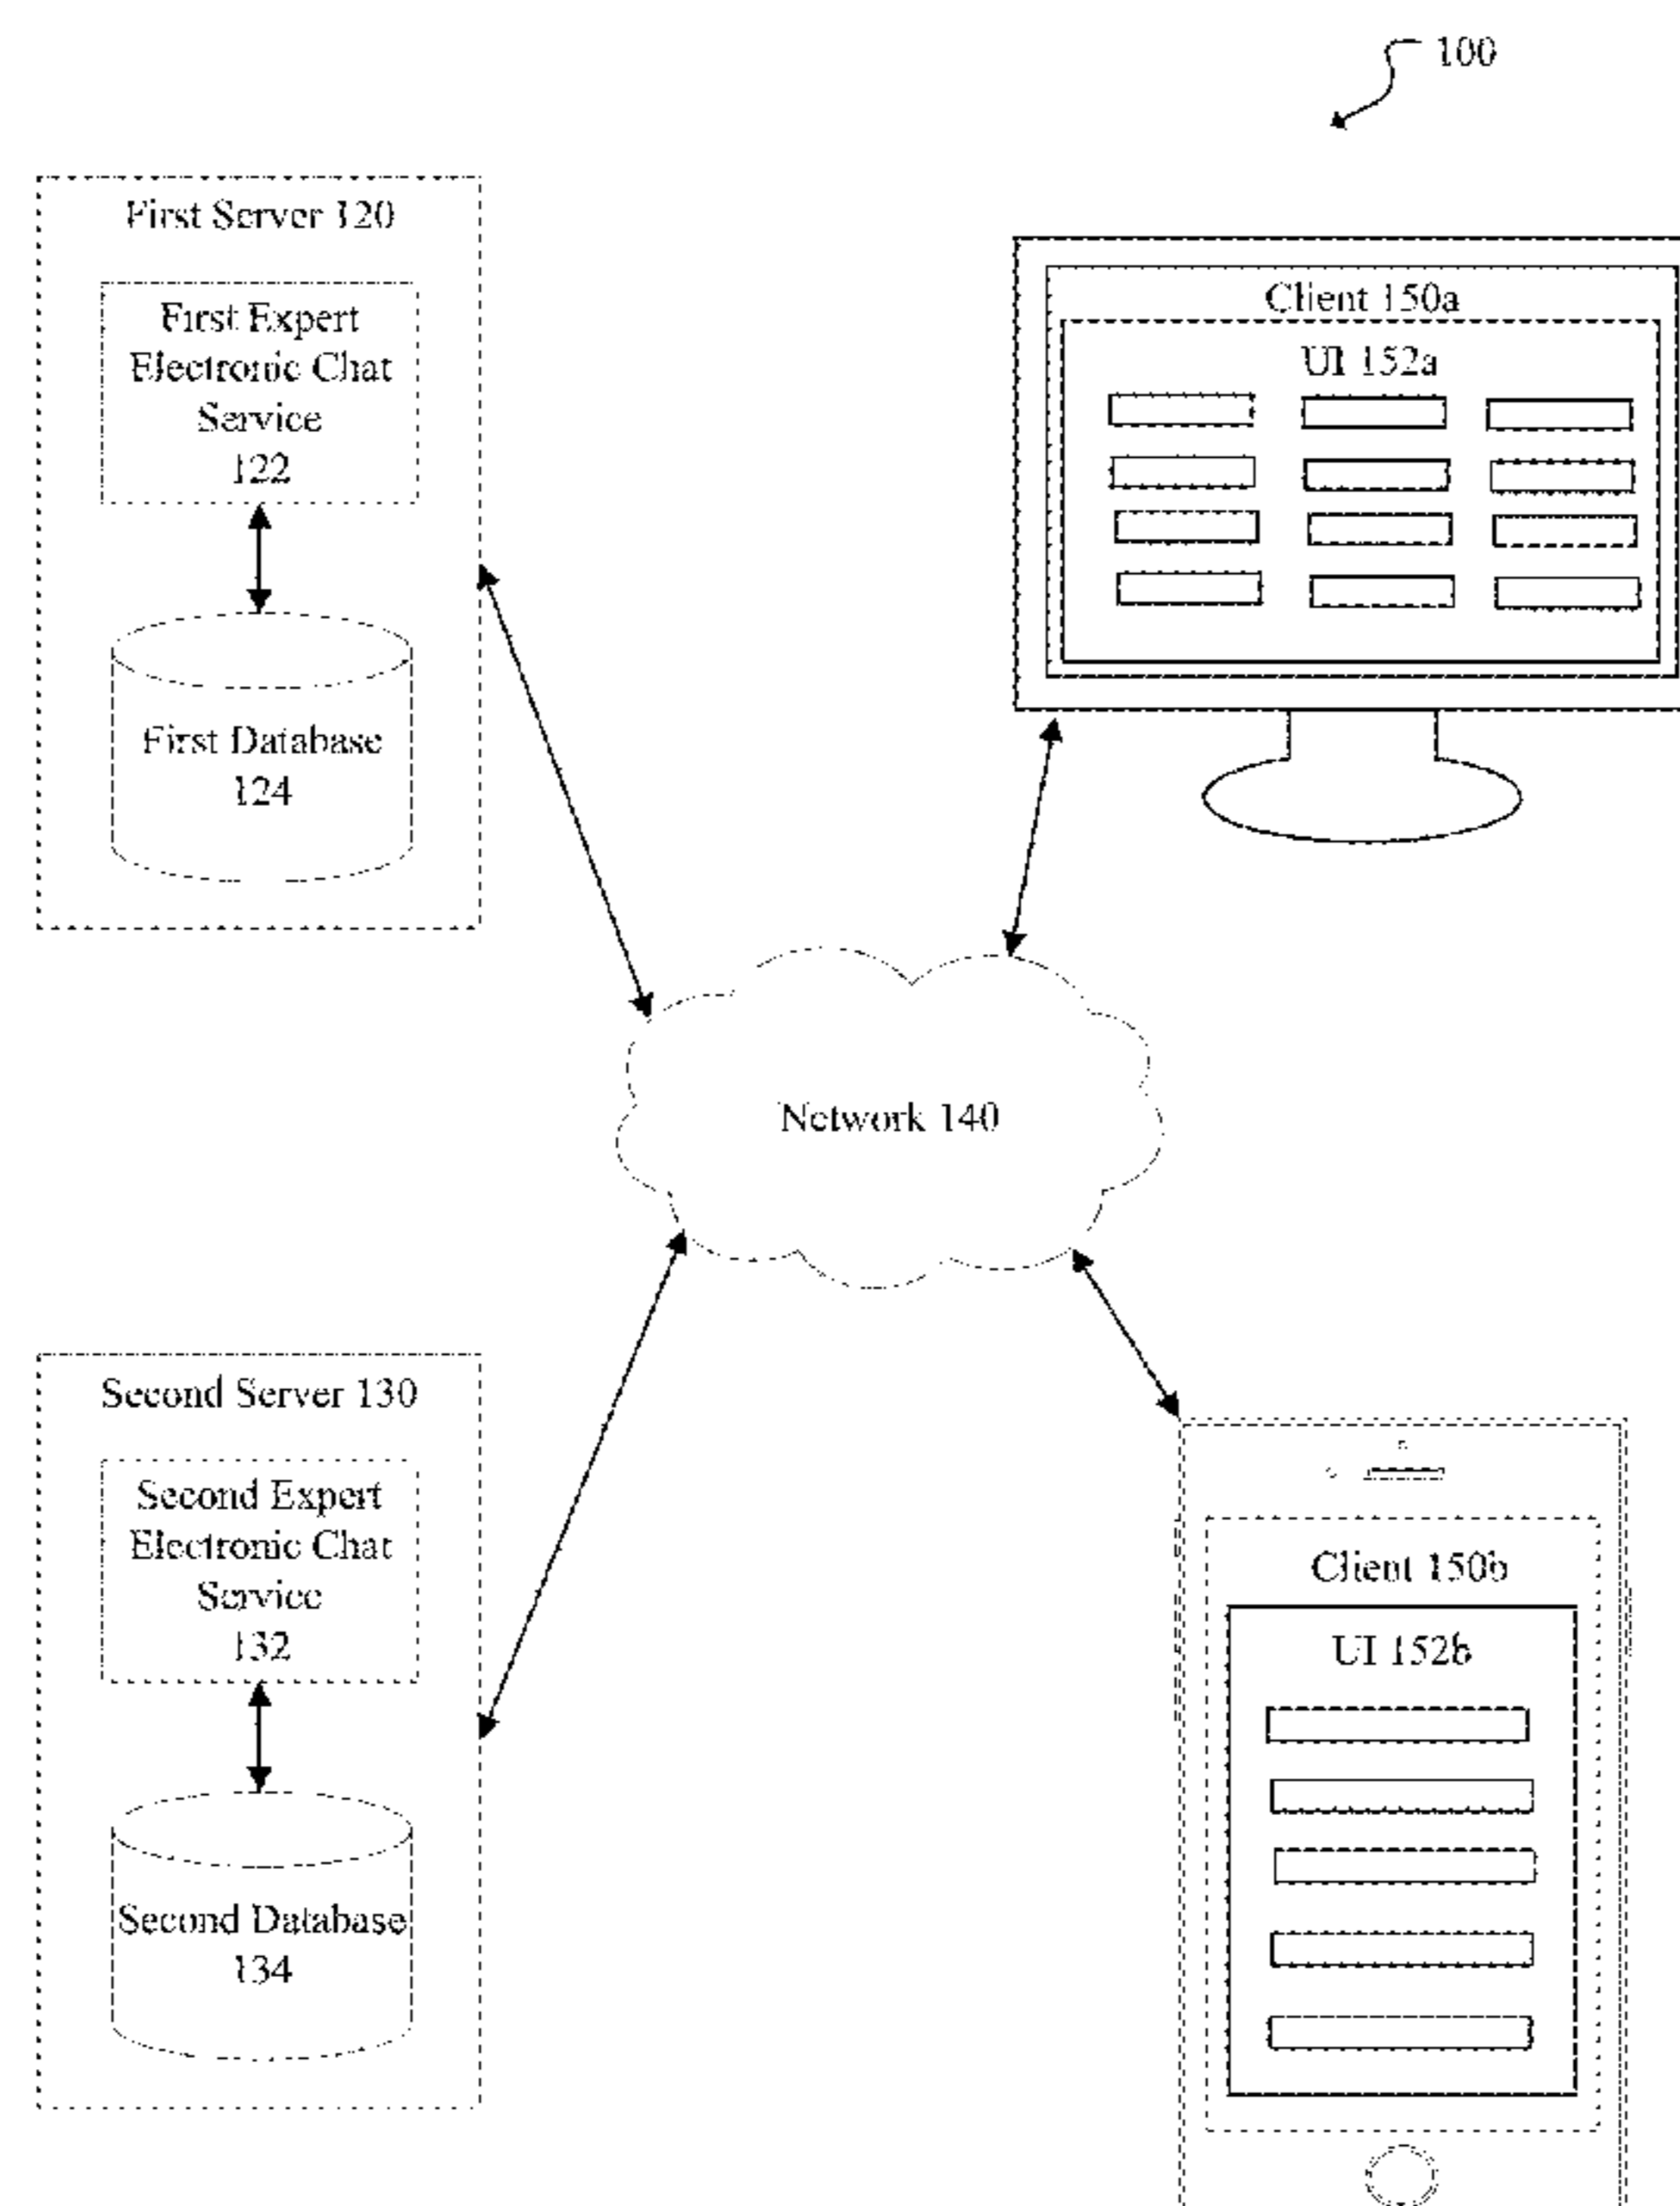 100
First Server 120
First Expert
Electronic Chat
Service
122
First Database
124
Client 150a
UI 152a
Network 140
Second Server 130
Second Expert
Electronic Chat
Service
132
Second Database
134
Client 150b
UI 152b